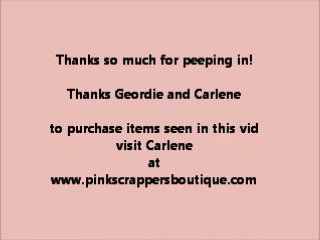 Thanks so much for peeping in!
Thanks Geordie and Carlene
to purchase items seen in this vid
visit Carlene
at
www.pinkscrappersboutique.com